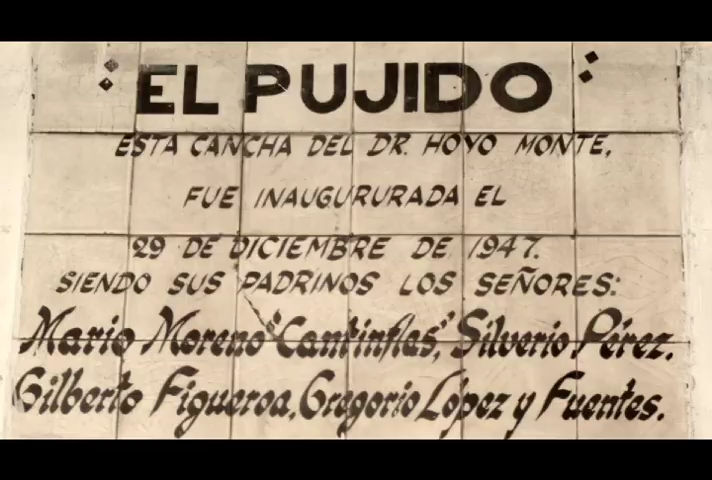 EL PUJIDO
ESTA CANCHA DEL DR. HOYO MONTE,
FUE INAUGURURADA EL
29 DE DICIEMBRE DE 1947.
SIENDO SUS PADRINOS LOS SEÑORES:
Mario Moreno "Cantinflas," Silverio Pérez.
Gilberto Figueroa, Gregorio López y Fuentes.